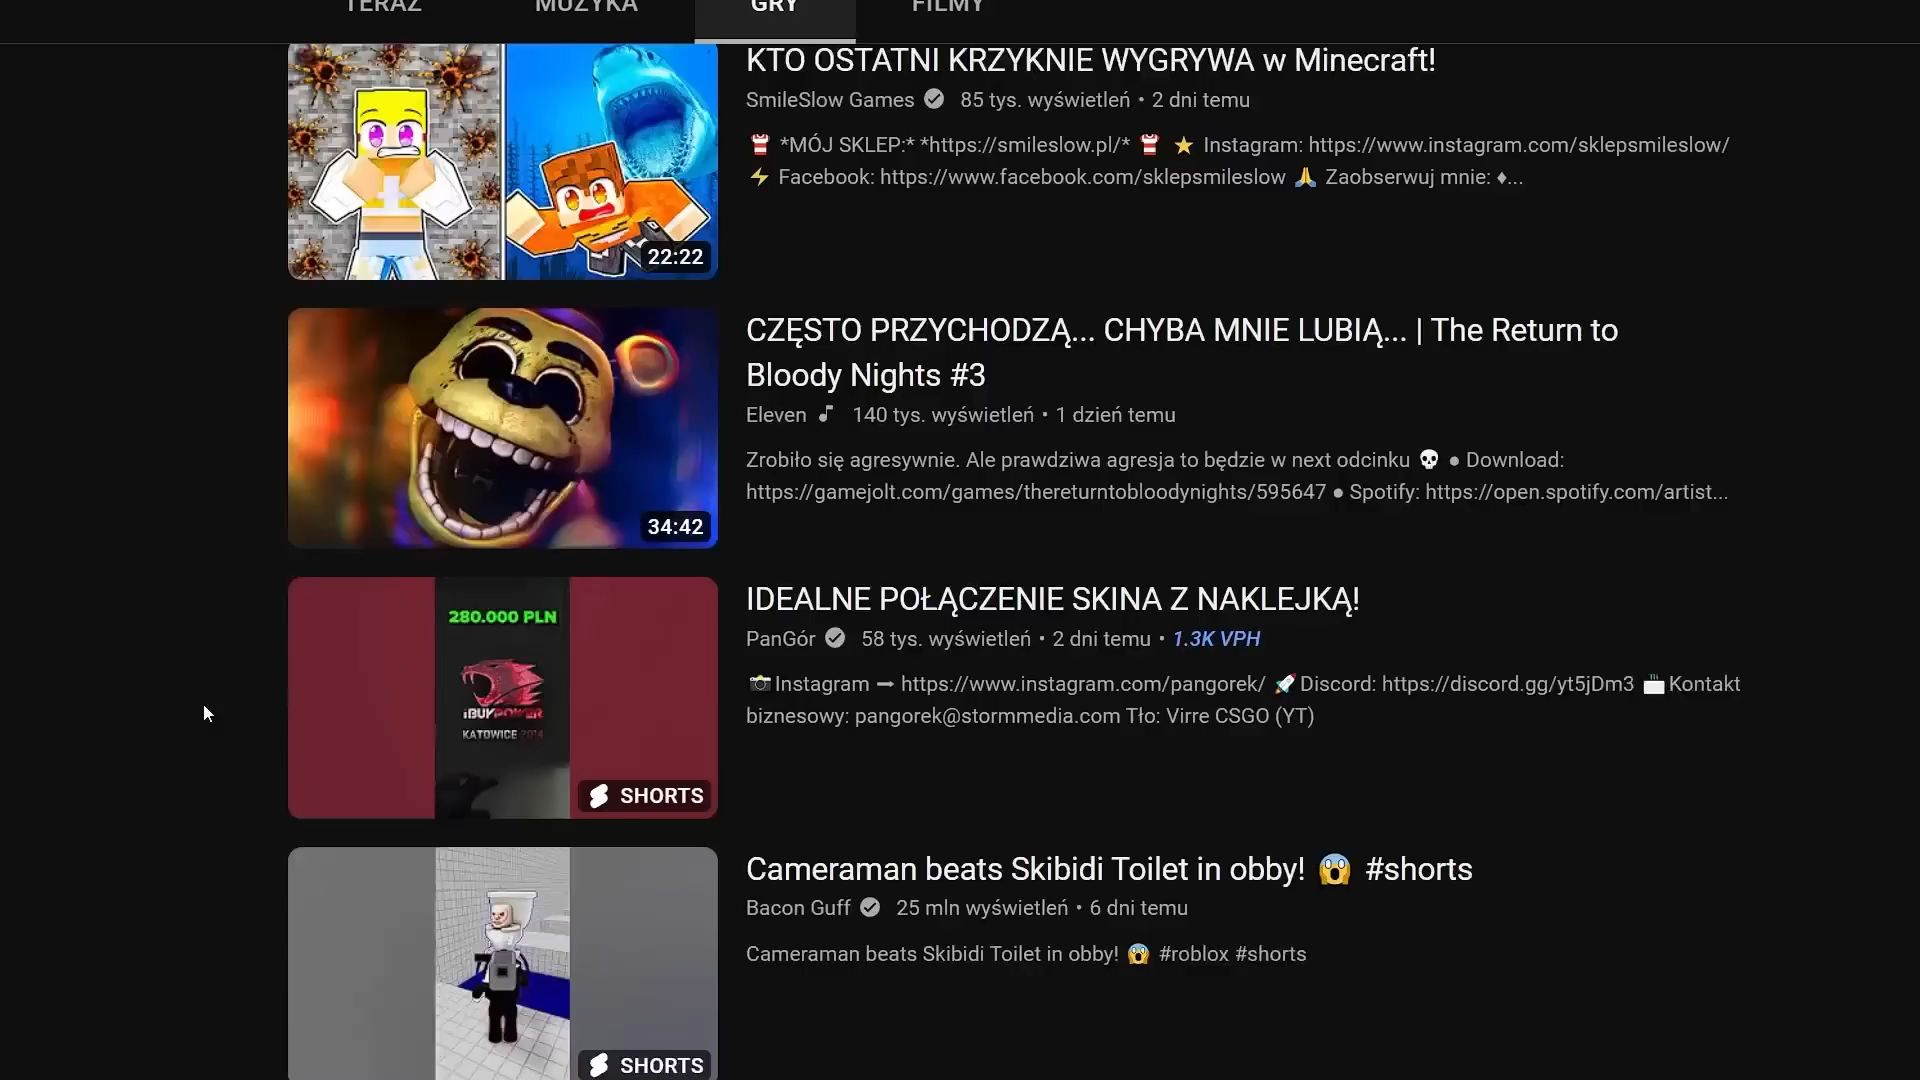 TERAZ MUZYKA GRY FILMY
KTO OSTATNI KRZYKNIE WYGRYWA w Minecraft!
SmileSlow Games 85 tys. wyświetleń • 2 dni temu
*MÓJ SKLEP:* *https://smileslow.pl/* ⭐ Instagram: https://www.instagram.com/sklepsmileslow/
⚡ Facebook: https://www.facebook.com/sklepsmileslow 🙏 Zaobserwuj mnie: ♦...
22:22
CZĘSTO PRZYCHODZĄ... CHYBA MNIE LUBIĄ... | The Return to
Bloody Nights #3
Eleven 140 tys. wyświetleń • 1 dzień temu
Zrobiło się agresywnie. Ale prawdziwa agresja to będzie w next odcinku 💀 ● Download:
https://gamejolt.com/games/thereturntobloodynights/595647 ● Spotify: https://open.spotify.com/artist...
34:42
280.000 PLN
iBUYPOWER
KATOWICE 2014
SHORTS
IDEALNE POŁĄCZENIE SKINA Z NAKLEJKĄ!
PanGór 58 tys. wyświetleń • 2 dni temu • 1.3K VPH
📸Instagram ➡ https://www.instagram.com/pangorek/ 🚀Discord: https://discord.gg/yt5jDm3 📨Kontakt
biznesowy: pangorek@stormmedia.com Tło: Virre CSGO (YT)
Cameraman beats Skibidi Toilet in obby! 😱 #shorts
Bacon Guff 25 mln wyświetleń • 6 dni temu
Cameraman beats Skibidi Toilet in obby! 😱 #roblox #shorts
SHORTS